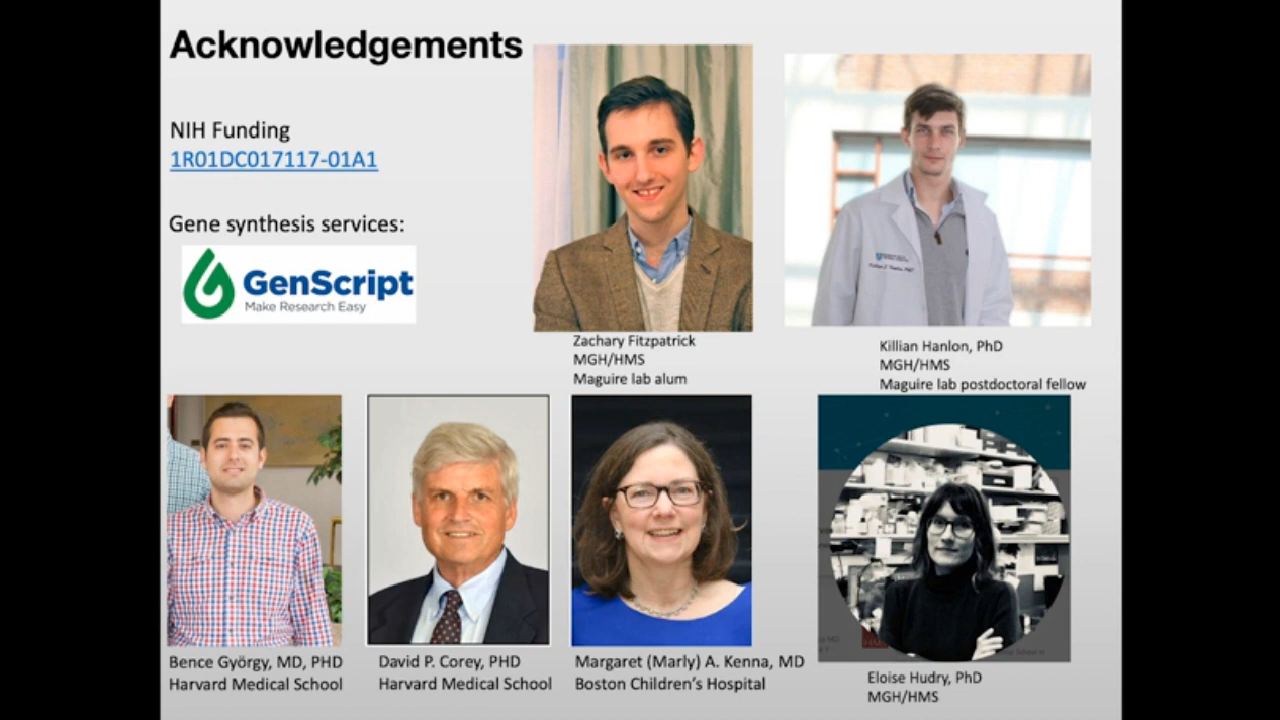 Acknowledgements
NIH Funding
1R01DC017117-01A1
Gene synthesis services:
GenScript
Make Research Easy
Zachary Fitzpatrick
MGH/HMS
Maguire lab alum
Killian Hanlon, PhD
MGH/HMS
Maguire lab postdoctoral fellow
Bence György, MD, PHD
Harvard Medical School
David P. Corey, PHD
Harvard Medical School
Margaret (Marly) A. Kenna, MD
Boston Children's Hospital
Eloise Hudry, PhD
MGH/HMS